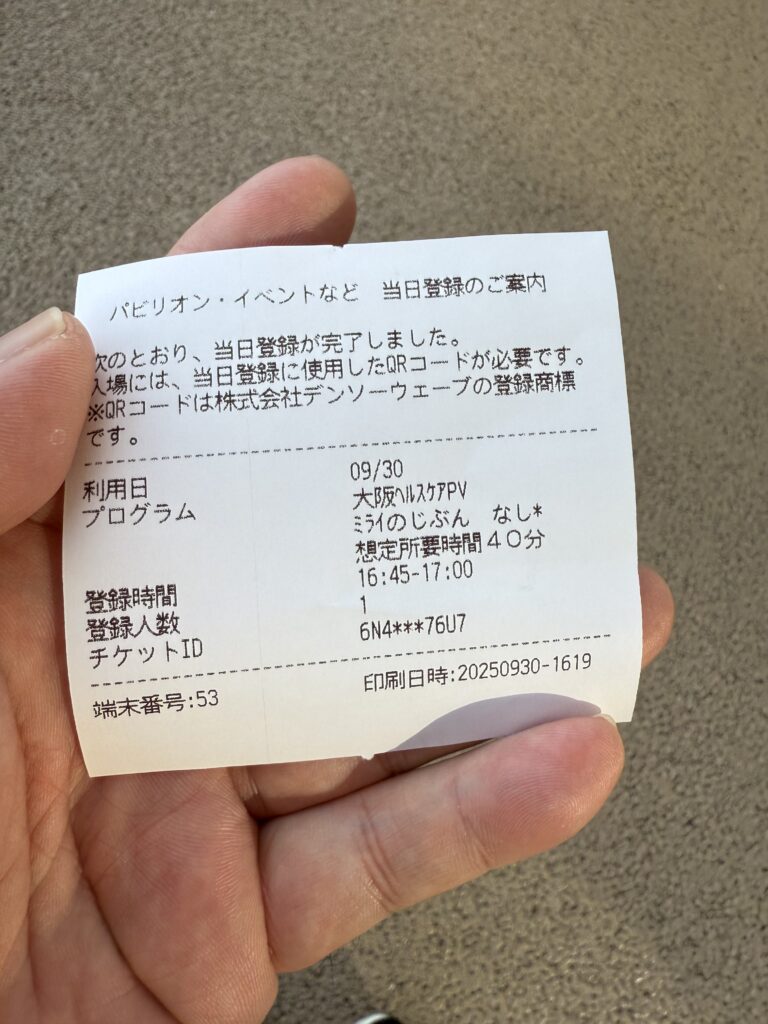 パビリオン・イベントなど 当日登録のご案内
次のとおり、当日登録が完了しました。
入場には、当日登録に使用したQRコードが必要です。
※QRコードは株式会社デンソーウェーブの登録商標
です。
利用日 09/30
プログラム 大阪ﾍﾙｽｹｱPV
ﾐﾗｲのじぶん なし*
想定所要時間４０分
登録時間 16:45-17:00
登録人数 1
チケットID 6N4***76U7
端末番号:53 印刷日時:20250930-1619